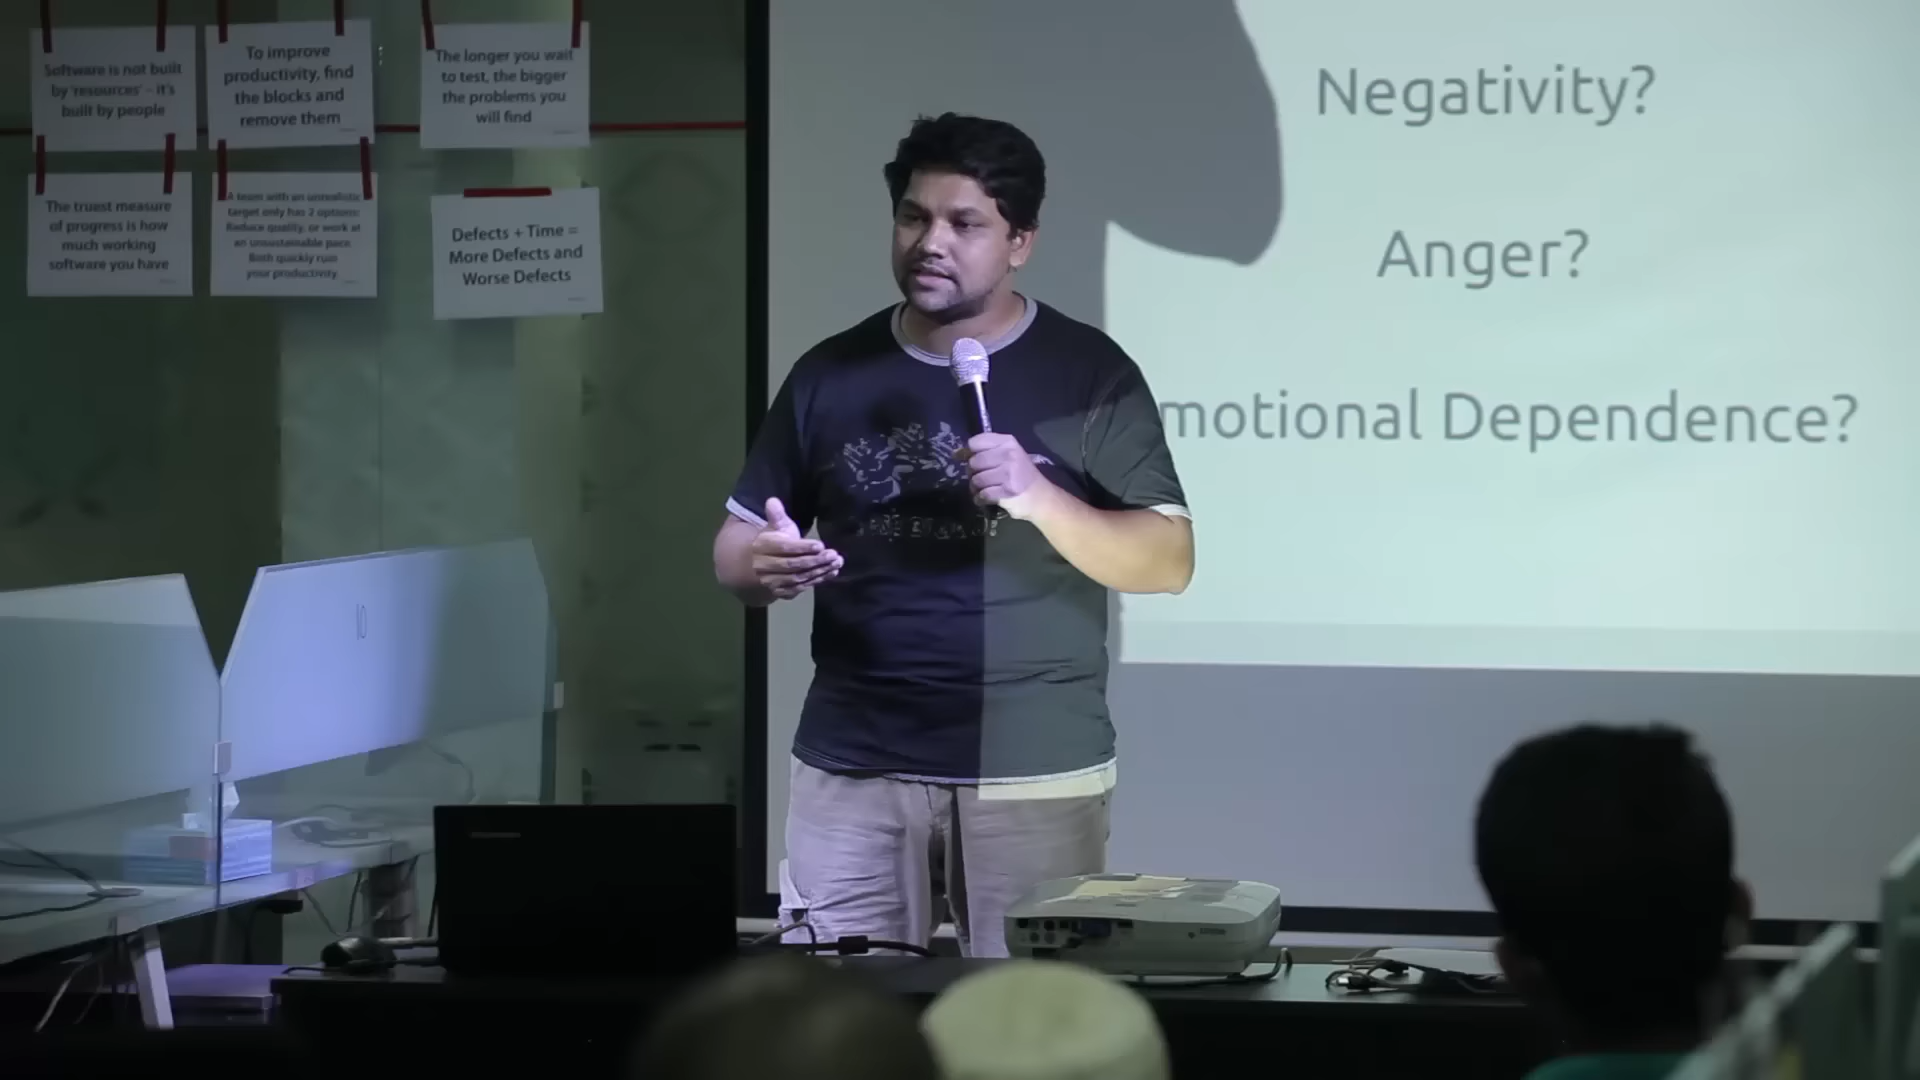 Software is not built
by 'resources' - it's
built by people
To improve
productivity, find
the blocks and
remove them
The longer you wait
to test, the bigger
the problems you
will find
The truest measure
of progress is how
much working
software you have
A team with an unrealistic
target only has 2 options:
Reduce quality, or work at
an unsustainable pace
Both quickly ruin
your productivity
Defects + Time =
More Defects and
Worse Defects
Negativity?
Anger?
motional Dependence?
10